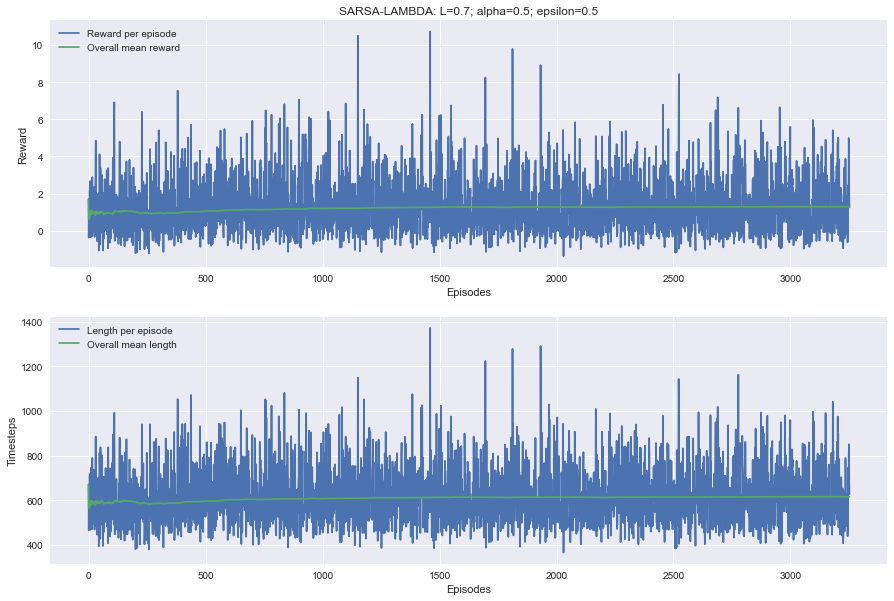 SARSA-LAMBDA: L=0.7; alpha=0.5; epsilon=0.5
Reward per episode
Overall mean reward
10
8
6
4
2
0
Reward
0 500 1000 1500 2000 2500 3000
Episodes
Length per episode
Overall mean length
1400
1200
1000
800
600
400
Timesteps
0 500 1000 1500 2000 2500 3000
Episodes